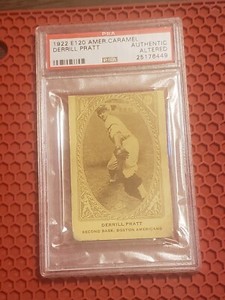 PSA
1922 E120 AMER.CARAMEL
DERRILL PRATT
AUTHENTIC
ALTERED
25176449
DERRILL PRATT
SECOND BASE, BOSTON AMERICANS